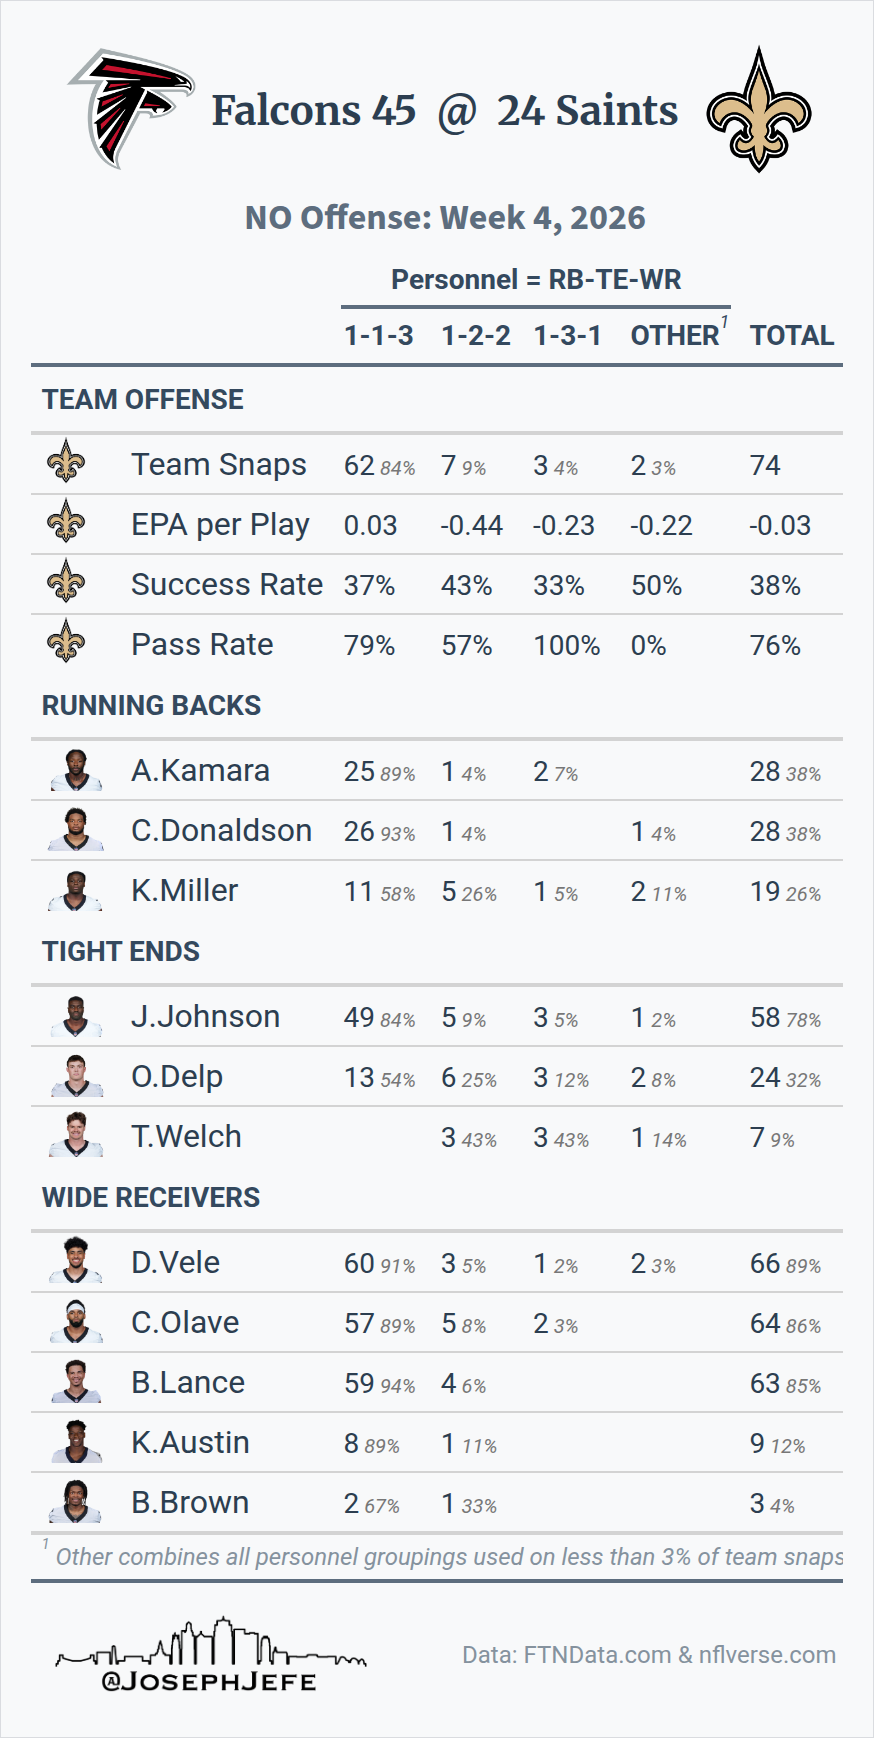 Falcons 45 @ 24 Saints
NO Offense: Week 4, 2026
Personnel = RB-TE-WR
1-1-3 1-2-2 1-3-1 OTHER1 TOTAL
TEAM OFFENSE
Team Snaps 62 84% 7 9% 3 4% 2 3% 74
EPA per Play 0.03 -0.44 -0.23 -0.22 -0.03
Success Rate 37% 43% 33% 50% 38%
Pass Rate 79% 57% 100% 0% 76%
RUNNING BACKS
A.Kamara 25 89% 1 4% 2 7% 28 38%
C.Donaldson 26 93% 1 4% 1 4% 28 38%
K.Miller 11 58% 5 26% 1 5% 2 11% 19 26%
TIGHT ENDS
J.Johnson 49 84% 5 9% 3 5% 1 2% 58 78%
O.Delp 13 54% 6 25% 3 12% 2 8% 24 32%
T.Welch 3 43% 3 43% 1 14% 7 9%
WIDE RECEIVERS
D.Vele 60 91% 3 5% 1 2% 2 3% 66 89%
C.Olave 57 89% 5 8% 2 3% 64 86%
B.Lance 59 94% 4 6% 63 85%
K.Austin 8 89% 1 11% 9 12%
B.Brown 2 67% 1 33% 3 4%
1 Other combines all personnel groupings used on less than 3% of team snaps
Data: FTNData.com & nflverse.com
@JosephJefe